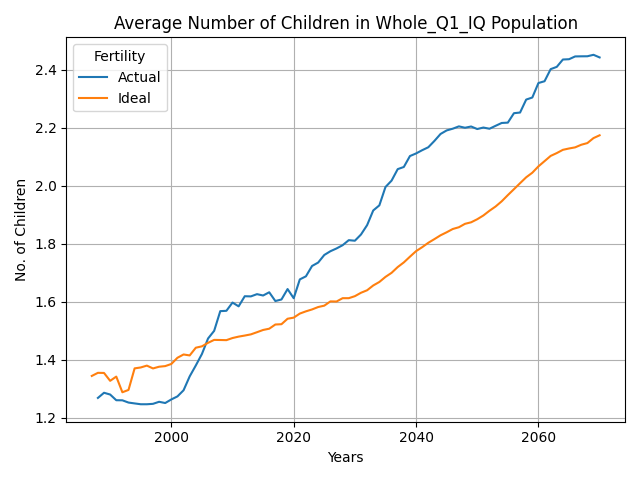 Average Number of Children in Whole_Q1_IQ Population
Fertility
Actual
Ideal
No. of Children
2.4
2.2
2.0
1.8
1.6
1.4
1.2
2000
2020
2040
2060
Years